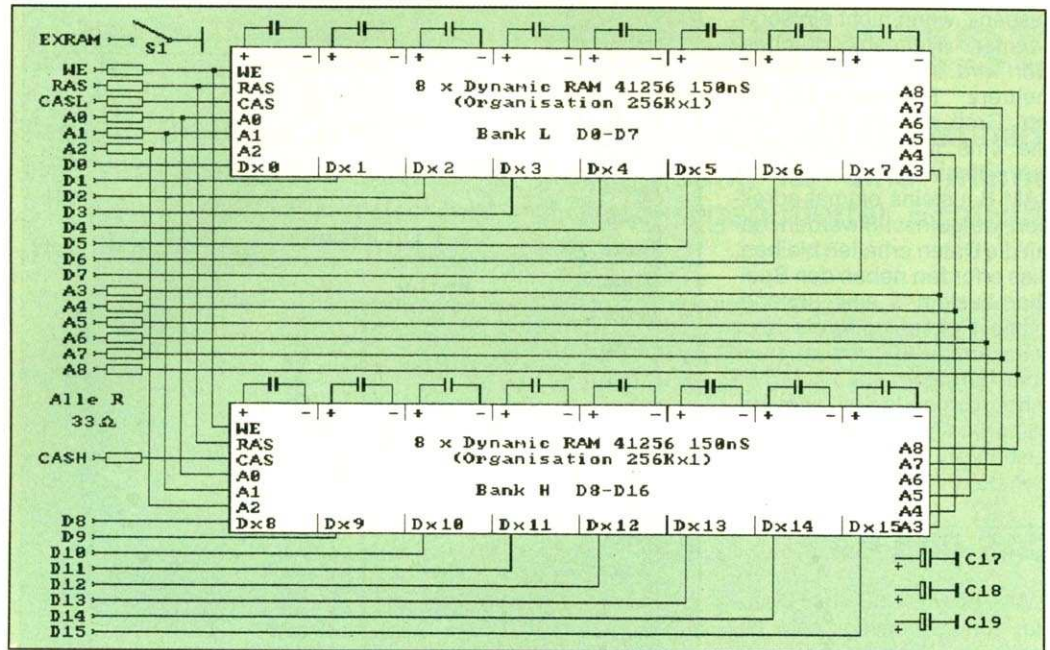 EXRAM
S1
WE
RAS
CASL
A0
A1
A2
D0
D1
D2
D3
D4
D5
D6
D7
A3
A4
A5
A6
A7
A8
Alle R
33Ω
CASH
D8
D9
D10
D11
D12
D13
D14
D15
+ - + - + - + - + - + - + - + -
WE
RAS
CAS
A0
A1
A2
8 x Dynamic RAM 41256 150nS
(Organisation 256Kx1)
Bank L D0-D7
A8
A7
A6
A5
A4
A3
Dx0 Dx1 Dx2 Dx3 Dx4 Dx5 Dx6 Dx7
+ - + - + - + - + - + - + - + -
WE
RAS
CAS
A0
A1
A2
8 x Dynamic RAM 41256 150nS
(Organisation 256Kx1)
Bank H D8-D16
A8
A7
A6
A5
A4
A3
Dx8 Dx9 Dx10 Dx11 Dx12 Dx13 Dx14 Dx15
+ C17
+ C18
+ C19